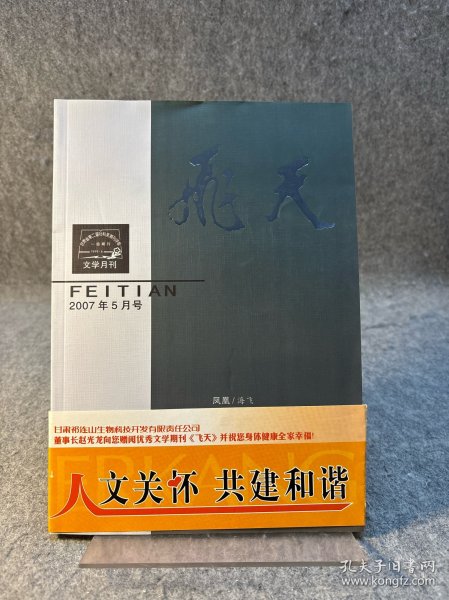 飞天
文学月刊
FEITIAN
2007年5月号
凤凰/海飞
甘肃祁连山生物科技开发有限责任公司
董事长赵光龙向您赠阅优秀文学期刊《飞天》并祝您身体健康全家幸福!
人文关怀 共建和谐
孔夫子旧书网
www.kongfz.com